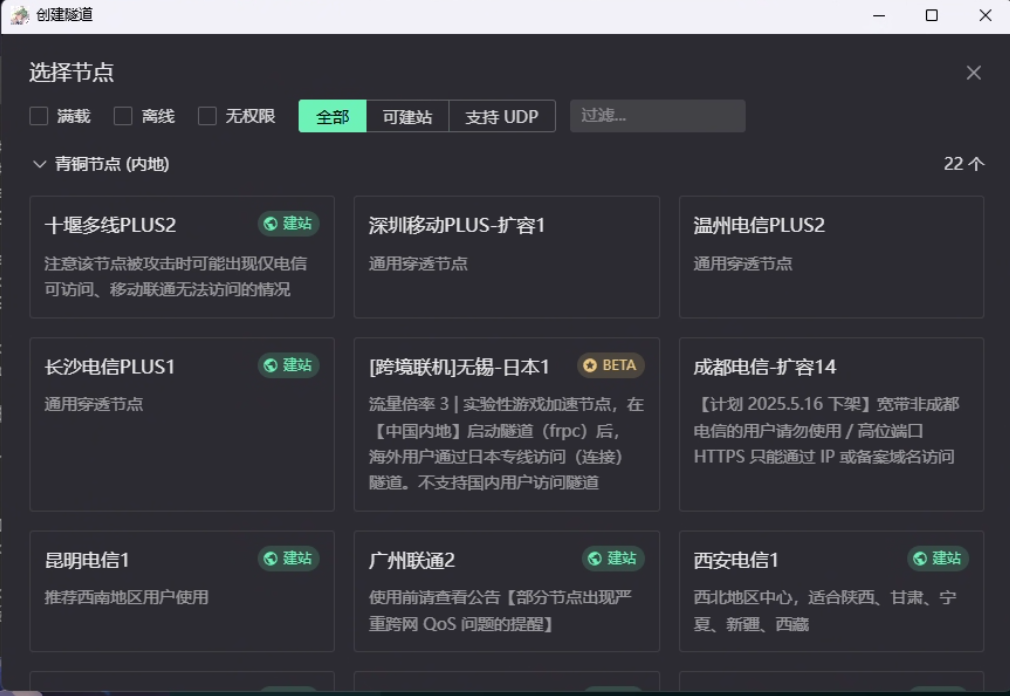 创建隧道
选择节点
满载 离线 无权限 全部 可建站 支持 UDP 过滤...
青铜节点 (内地) 22 个
十堰多线PLUS2 建站
注意该节点被攻击时可能出现仅电信
可访问、移动联通无法访问的情况
深圳移动PLUS-扩容1
通用穿透节点
温州电信PLUS2
通用穿透节点
长沙电信PLUS1 建站
通用穿透节点
[跨境联机]无锡-日本1 BETA
流量倍率 3 | 实验性游戏加速节点，在
【中国内地】启动隧道（frpc）后，
海外用户通过日本专线访问（连接）
隧道。不支持国内用户访问隧道
成都电信-扩容14
【计划 2025.5.16 下架】宽带非成都
电信的用户请勿使用 / 高位端口
HTTPS 只能通过 IP 或备案域名访问
昆明电信1 建站
推荐西南地区用户使用
广州联通2 建站
使用前请查看公告【部分节点出现严
重跨网 QoS 问题的提醒】
西安电信1 建站
西北地区中心，适合陕西、甘肃、宁
夏、新疆、西藏